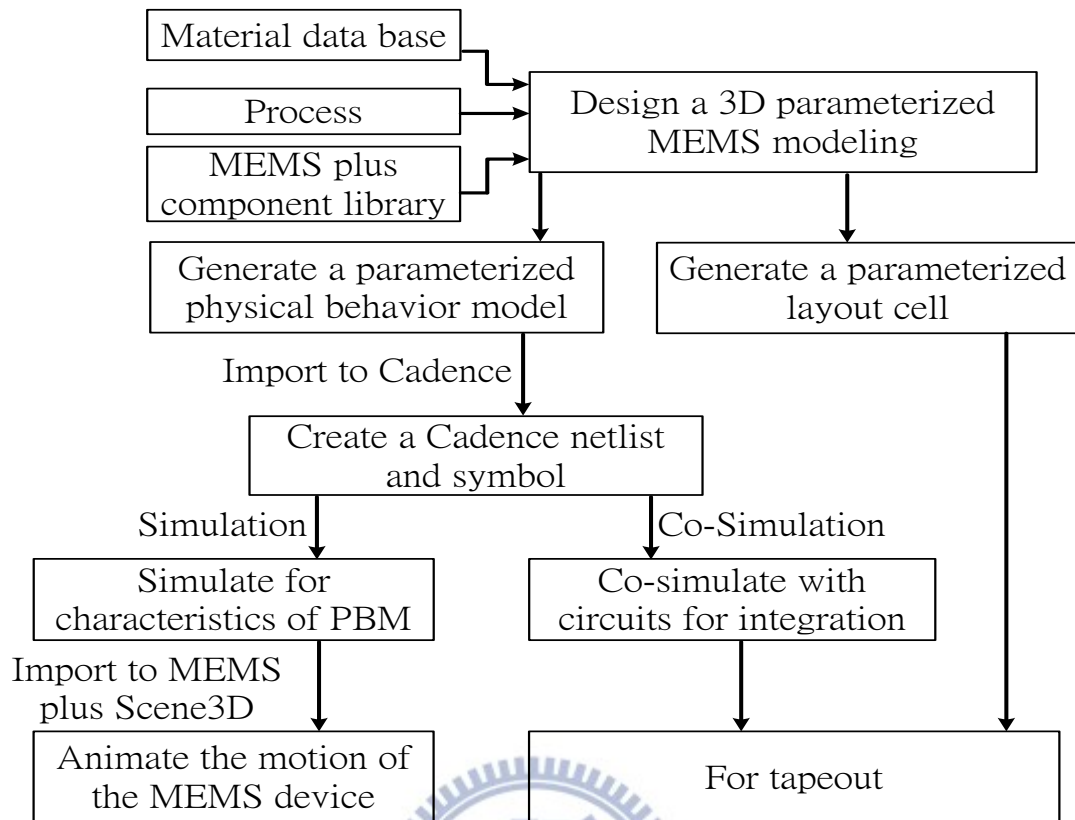 Material data base
Process
MEMS plus
component library
Design a 3D parameterized
MEMS modeling
Generate a parameterized
physical behavior model
Generate a parameterized
layout cell
Import to Cadence
Create a Cadence netlist
and symbol
Simulation
Co-Simulation
Simulate for
characteristics of PBM
Co-simulate with
circuits for integration
Import to MEMS
plus Scene3D
Animate the motion of
the MEMS device
For tapeout